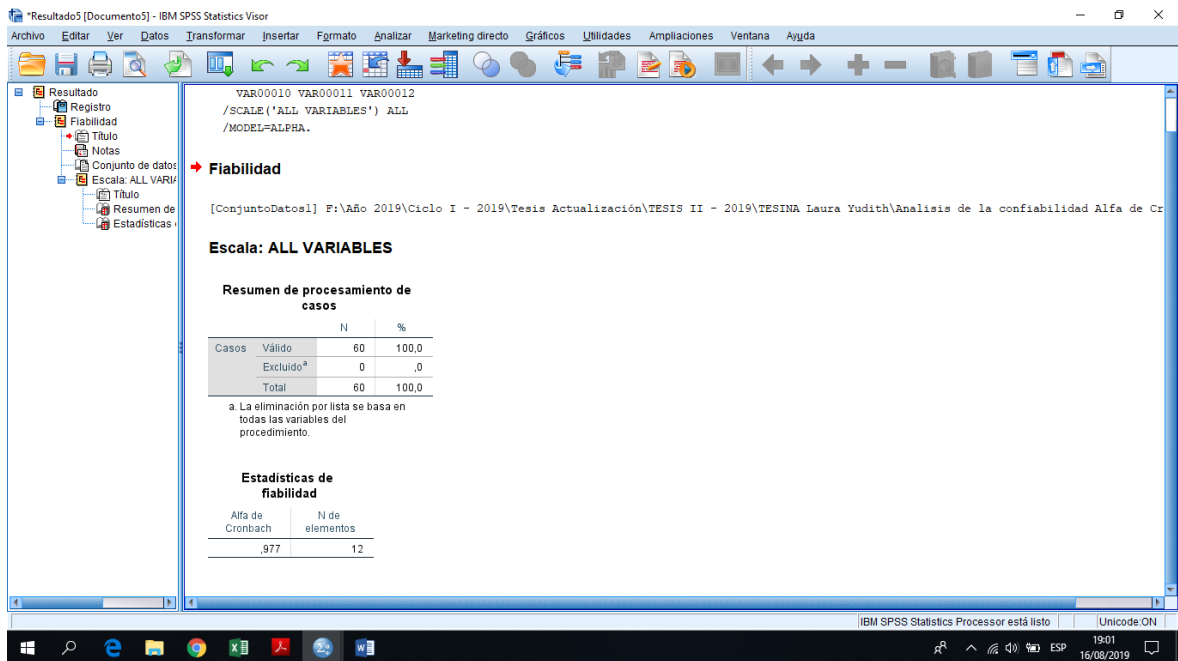 *Resultado5 [Documento5] - IBM SPSS Statistics Visor
Archivo Editar Ver Datos Transformar Insertar Formato Analizar Marketing directo Gráficos Utilidades Ampliaciones Ventana Ayuda
Resultado
Registro
Fiabilidad
Título
Notas
Conjunto de datos
Escala: ALL VARIA
Título
Resumen de
Estadísticas
VAR00010 VAR00011 VAR00012
/SCALE('ALL VARIABLES') ALL
/MODEL=ALPHA.
Fiabilidad
[ConjuntoDatos1] F:\Año 2019\Ciclo I - 2019\Tesis Actualización\TESIS II - 2019\TESINA Laura Yudith\Analisis de la confiabilidad Alfa de Cr
Escala: ALL VARIABLES
Resumen de procesamiento de
casos
N %
Casos Válido 60 100,0
Excluidoª 0 ,0
Total 60 100,0
a. La eliminación por lista se basa en
todas las variables del
procedimiento.
Estadísticas de
fiabilidad
Alfa de N de
Cronbach elementos
,977 12
IBM SPSS Statistics Processor está listo Unicode:ON
ESP 19:01
16/08/2019